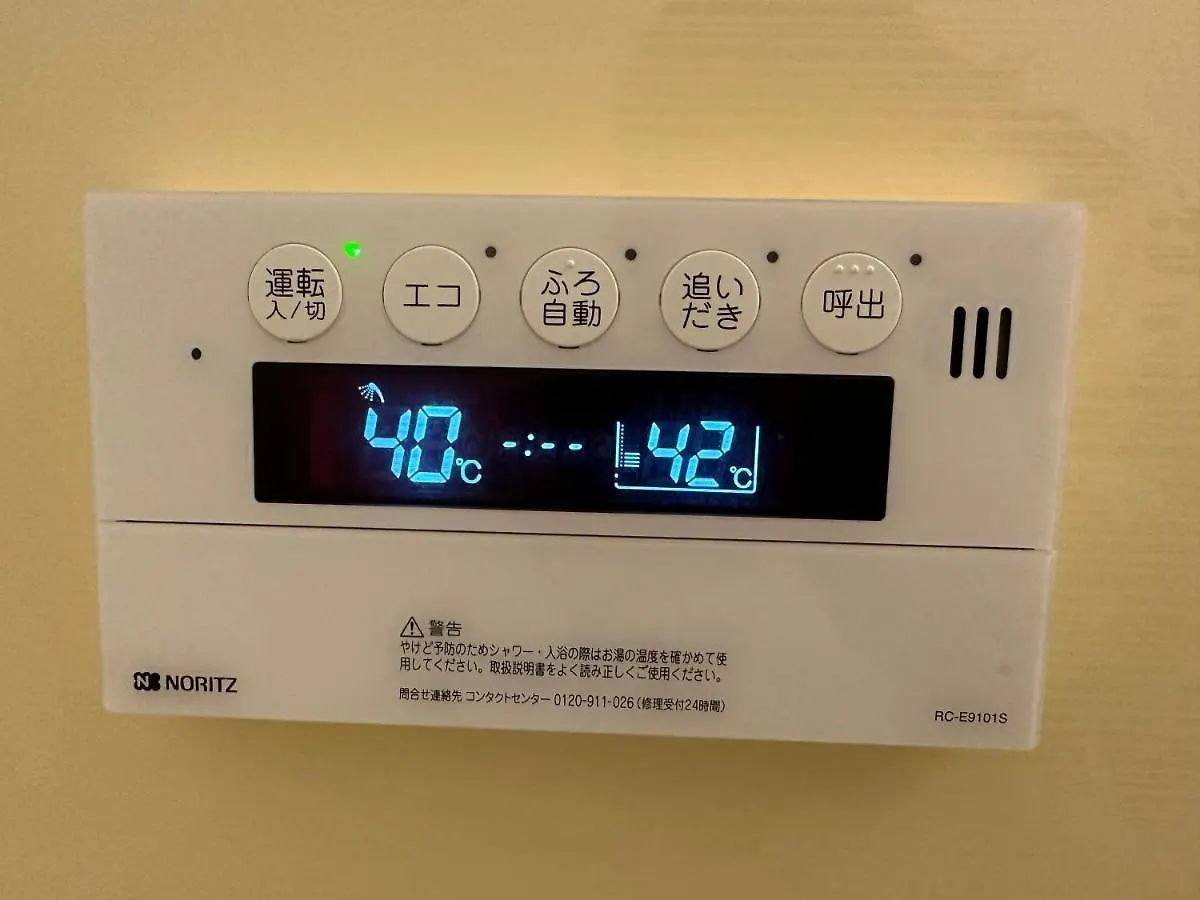 運転
入/切
エコ
ふろ
自動
追い
だき
呼出
40℃
-:--
42℃
警告
やけど予防のためシャワー・入浴の際はお湯の温度を確かめて使
用してください。取扱説明書をよく読み正しくご使用ください。
問合せ連絡先 コンタクトセンター 0120-911-026(修理受付24時間)
NORITZ
RC-E9101S